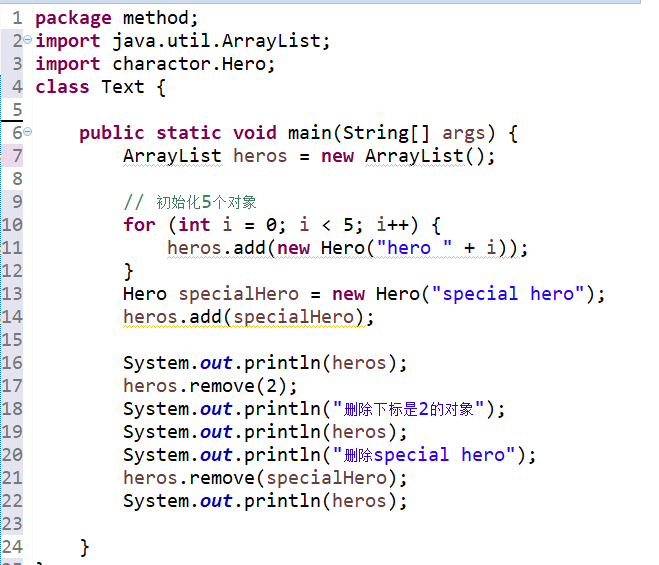 1 package method;
2 import java.util.ArrayList;
3 import charactor.Hero;
4 class Text {
5
6 public static void main(String[] args) {
7 ArrayList heros = new ArrayList();
8
9 // 初始化5个对象
10 for (int i = 0; i < 5; i++) {
11 heros.add(new Hero("hero " + i));
12 }
13 Hero specialHero = new Hero("special hero");
14 heros.add(specialHero);
15
16 System.out.println(heros);
17 heros.remove(2);
18 System.out.println("删除下标是2的对象");
19 System.out.println(heros);
20 System.out.println("删除special hero");
21 heros.remove(specialHero);
22 System.out.println(heros);
23
24 }